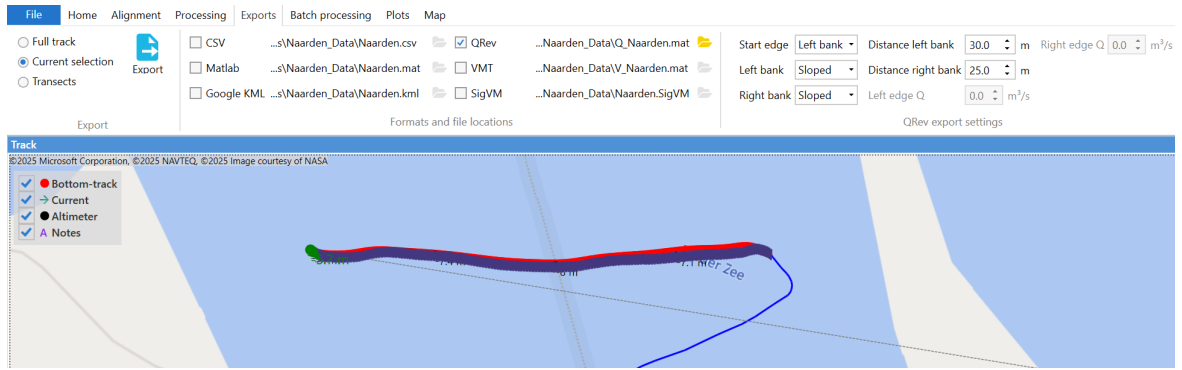 File Home Alignment Processing Exports Batch processing Plots Map
Full track
Current selection
Transects
Export
Export
CSV ...s\Naarden_Data\Naarden.csv QRev ...Naarden_Data\Q_Naarden.mat
Matlab ...s\Naarden_Data\Naarden.mat VMT ...Naarden_Data\V_Naarden.mat
Google KML ...s\Naarden_Data\Naarden.kml SigVM ...Naarden_Data\Naarden.SigVM
Formats and file locations
Start edge Left bank Distance left bank 30.0 m Right edge Q 0.0 m³/s
Left bank Sloped Distance right bank 25.0 m
Right bank Sloped Left edge Q 0.0 m³/s
QRev export settings
Track
©2025 Microsoft Corporation, ©2025 NAVTEQ, ©2025 Image courtesy of NASA
Bottom-track
Current
Altimeter
A Notes
Zee